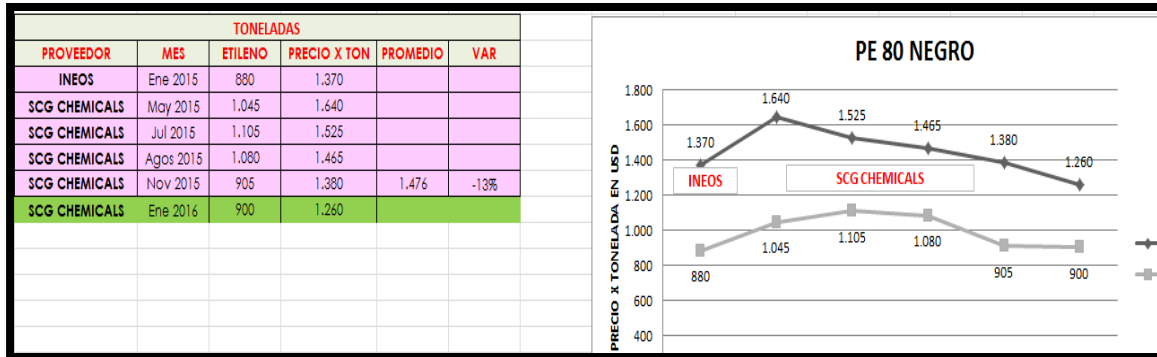 TONELADAS
PROVEEDOR MES ETILENO PRECIO X TON PROMEDIO VAR
INEOS Ene 2015 880 1.370
SCG CHEMICALS May 2015 1.045 1.640
SCG CHEMICALS Jul 2015 1.105 1.525
SCG CHEMICALS Agos 2015 1.080 1.465
SCG CHEMICALS Nov 2015 905 1.380 1.476 -13%
SCG CHEMICALS Ene 2016 900 1.260
PE 80 NEGRO
PRECIO X TONELADA EN USD
1.800
1.600
1.400
1.200
1.000
800
600
400
1.370
1.640
1.525
1.465
1.380
1.260
INEOS
SCG CHEMICALS
880
1.045
1.105
1.080
905
900